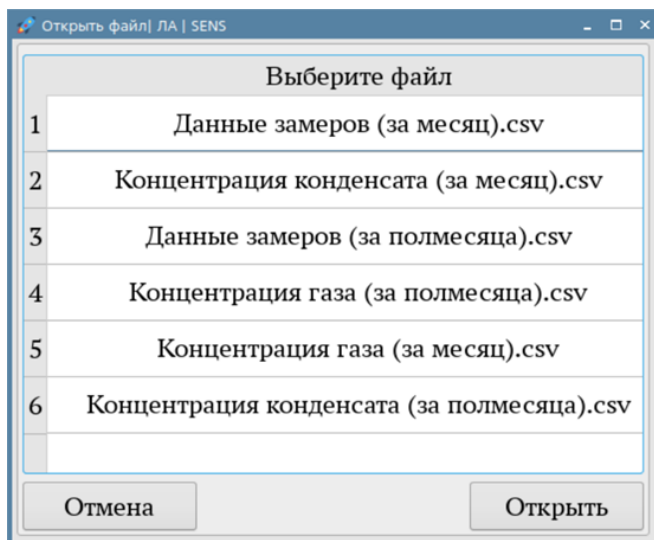 Открыть файл| ЛА | SENS
Выберите файл
1 Данные замеров (за месяц).csv
2 Концентрация конденсата (за месяц).csv
3 Данные замеров (за полмесяца).csv
4 Концентрация газа (за полмесяца).csv
5 Концентрация газа (за месяц).csv
6 Концентрация конденсата (за полмесяца).csv
Отмена Открыть